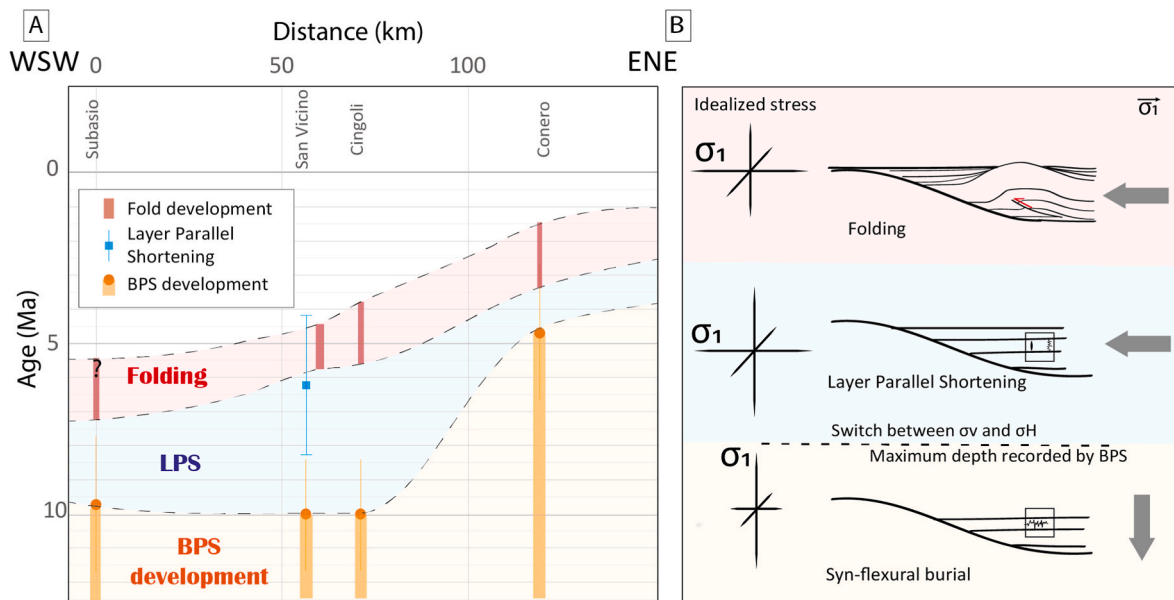 A
Distance (km)
WSW
0
50
100
ENE
Subasio
San Vicino
Cingoli
Conero
Age (Ma)
0
5
10
Fold development
Layer Parallel
Shortening
BPS development
?
Folding
LPS
BPS
development
B
Idealized stress
σ1
σ1
Folding
σ1
Layer Parallel Shortening
Switch between σv and σH
Maximum depth recorded by BPS
σ1
Syn-flexural burial